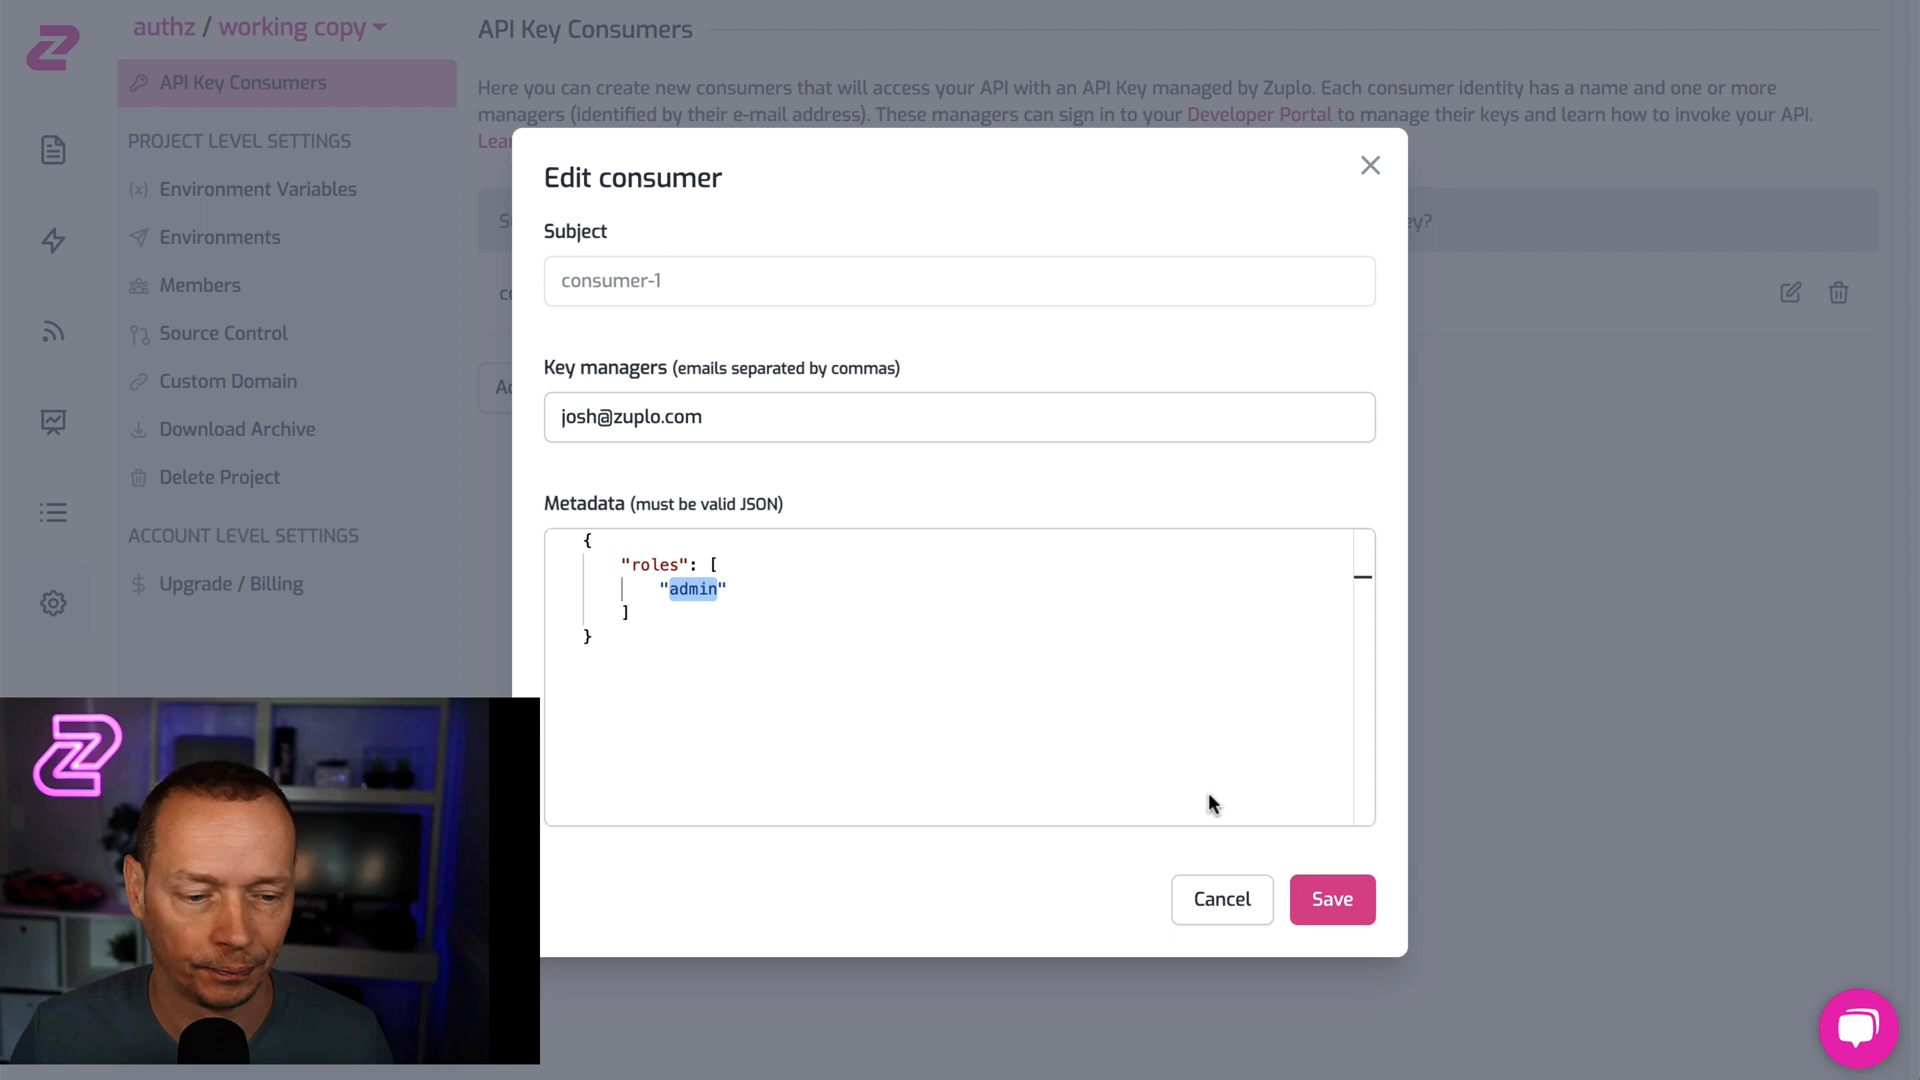 authz / working copy
API Key Consumers
PROJECT LEVEL SETTINGS
Environment Variables
Environments
Members
Source Control
Custom Domain
Download Archive
Delete Project
ACCOUNT LEVEL SETTINGS
Upgrade / Billing
API Key Consumers
Here you can create new consumers that will access your API with an API Key managed by Zuplo. Each consumer identity has a name and one or more
managers (identified by their e-mail address). These managers can sign in to your Developer Portal to manage their keys and learn how to invoke your API.
Edit consumer
Subject
consumer-1
Key managers (emails separated by commas)
josh@zuplo.com
Metadata (must be valid JSON)
{
"roles": [
"admin"
]
}
Cancel
Save